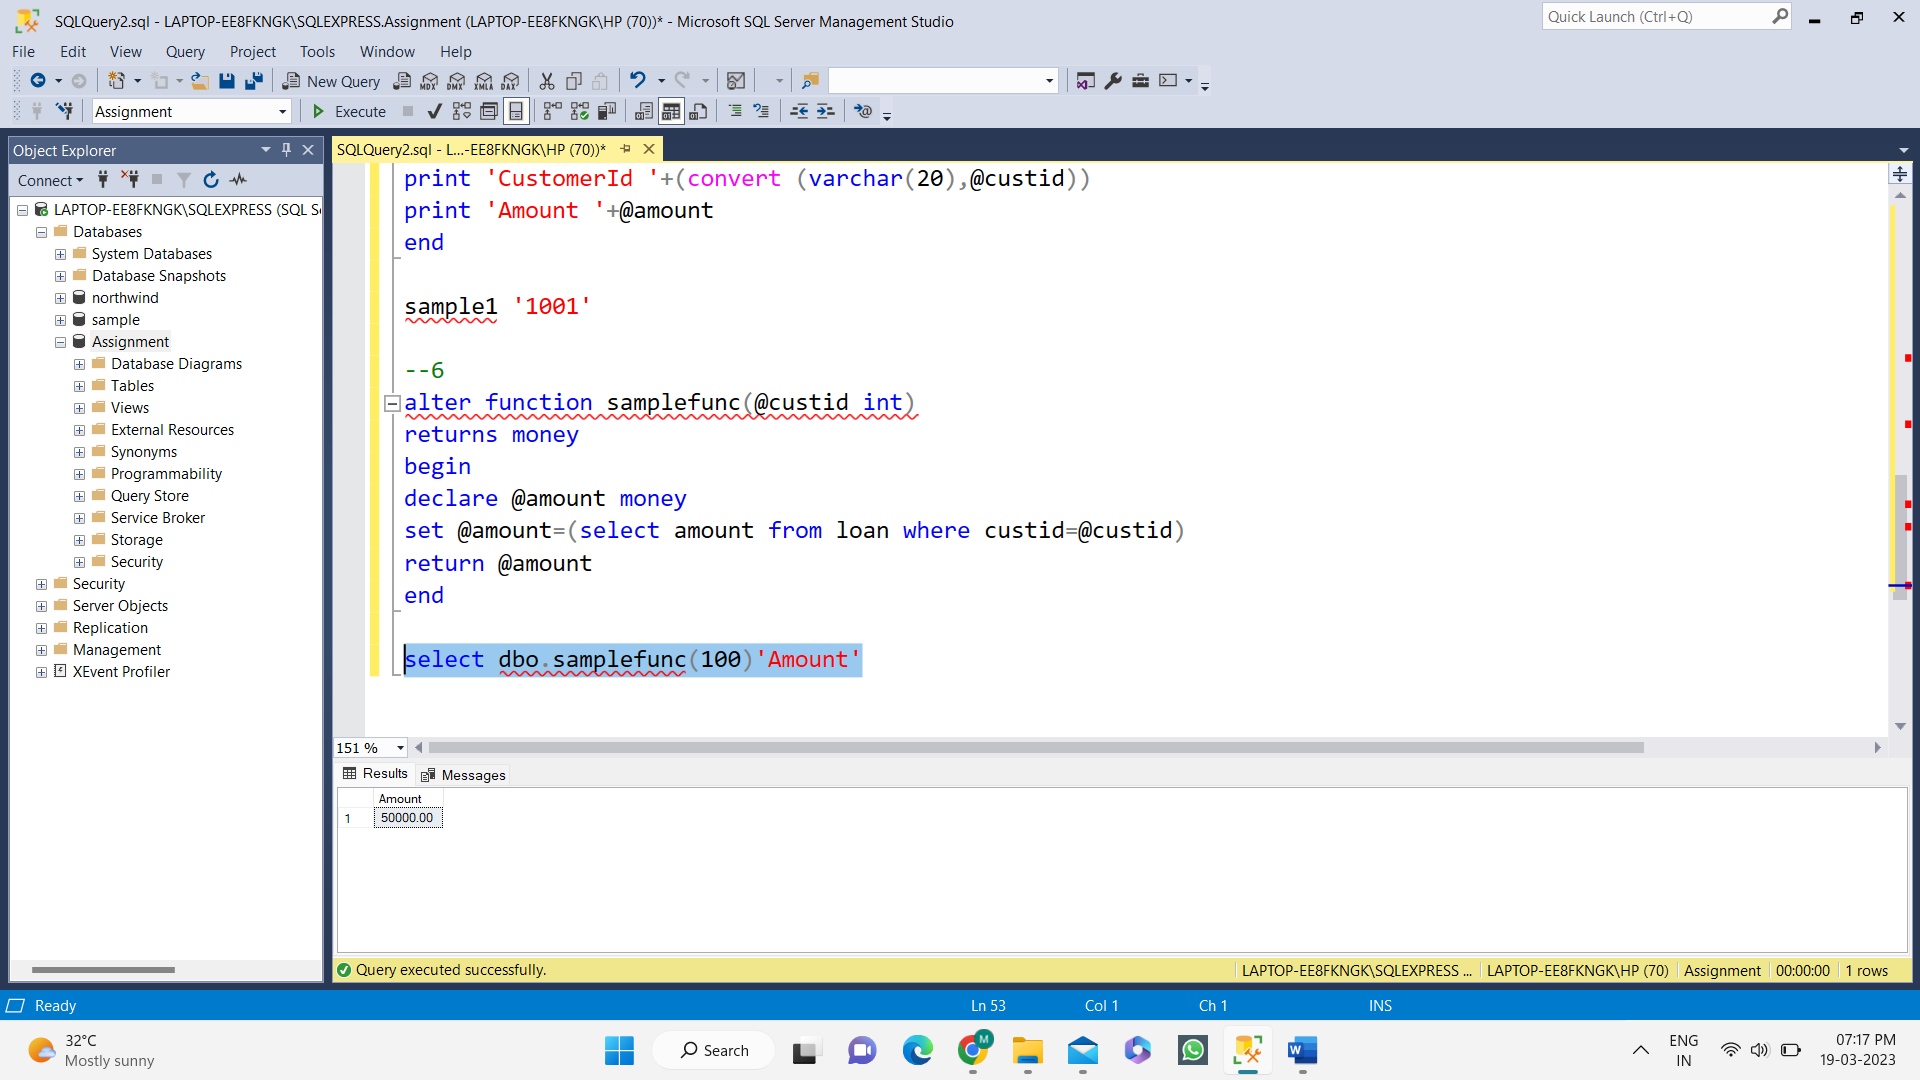 SQLQuery2.sql - LAPTOP-EE8FKNGK\SQLEXPRESS.Assignment (LAPTOP-EE8FKNGK\HP (70))* - Microsoft SQL Server Management Studio
Quick Launch (Ctrl+Q)
File Edit View Query Project Tools Window Help
New Query
MDX DMX XMLA DAX
Assignment
Execute
Object Explorer
SQLQuery2.sql - L...-EE8FKNGK\HP (70))*
Connect
LAPTOP-EE8FKNGK\SQLEXPRESS (SQL S
Databases
System Databases
Database Snapshots
northwind
sample
Assignment
Database Diagrams
Tables
Views
External Resources
Synonyms
Programmability
Query Store
Service Broker
Storage
Security
Security
Server Objects
Replication
Management
XEvent Profiler
print 'CustomerId '+(convert (varchar(20),@custid))
print 'Amount '+@amount
end
sample1 '1001'
--6
alter function samplefunc(@custid int)
returns money
begin
declare @amount money
set @amount=(select amount from loan where custid=@custid)
return @amount
end
select dbo.samplefunc(100)'Amount'
151 %
Results Messages
Amount
1 50000.00
Query executed successfully.
LAPTOP-EE8FKNGK\SQLEXPRESS ... LAPTOP-EE8FKNGK\HP (70) Assignment 00:00:00 1 rows
Ready
Ln 53 Col 1 Ch 1 INS
32°C
Mostly sunny
Search
M
ENG
IN
07:17 PM
19-03-2023